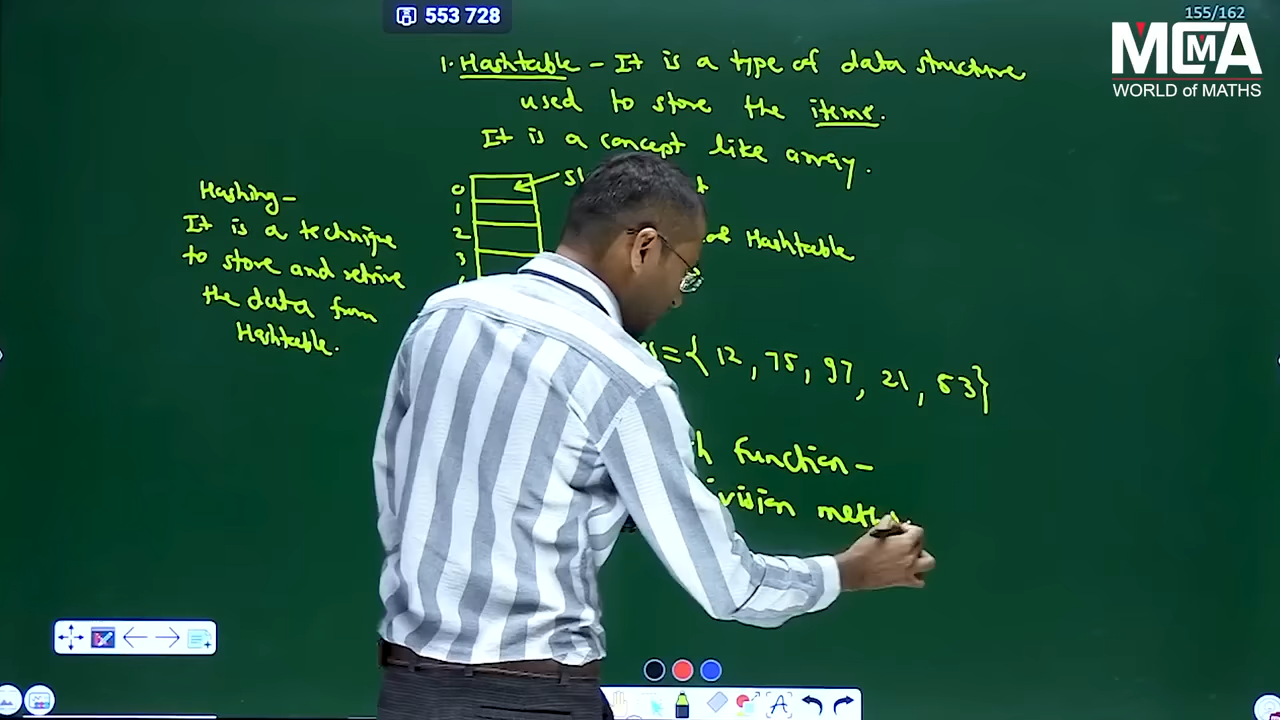 553 728
155/162
MCMA
WORLD of MATHS
1. Hashtable - It is a type of data structure
used to store the items.
It is a concept like array.
0
1
2
3
Hashing -
It is a technique
to store and retrive
the data from
Hashtable.
Hashtable
= { 12, 75, 97, 21, 53 }
function -